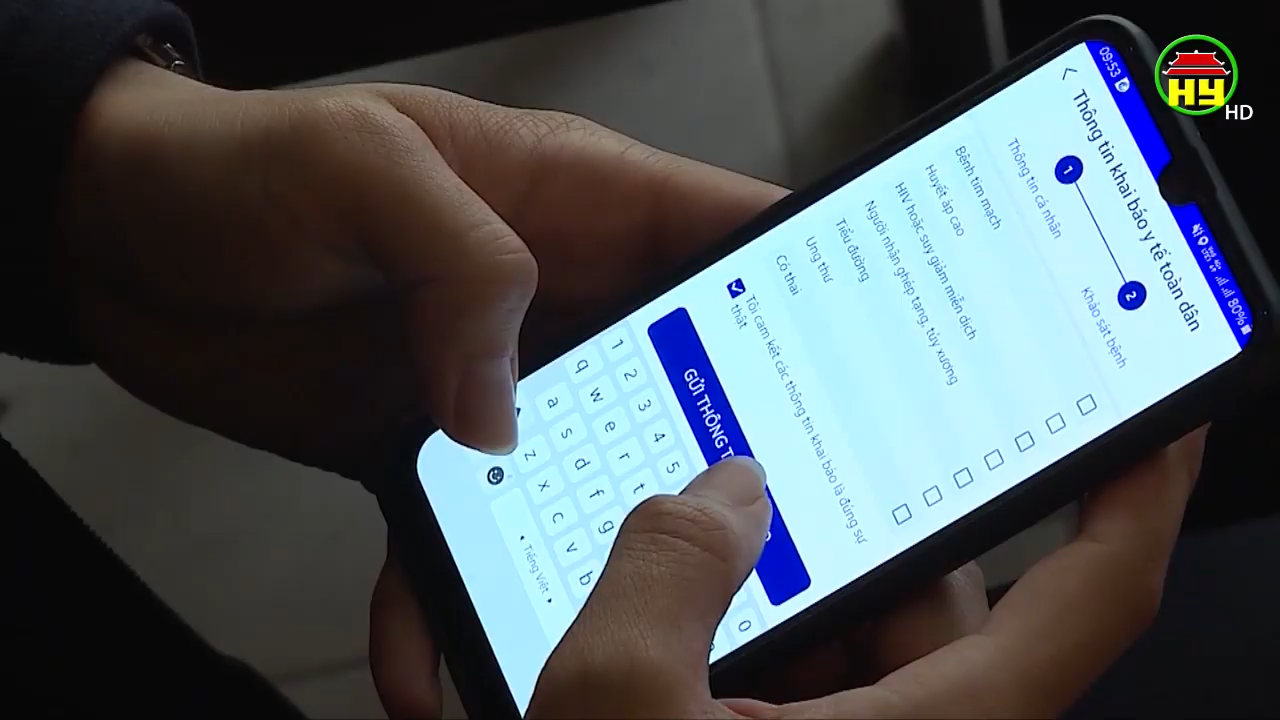 HY
HD
09:53
80%
Thông tin khai báo y tế toàn dân
1
2
Thông tin cá nhân
Khảo sát bệnh
Bệnh tim mạch
Huyết áp cao
HIV hoặc suy giảm miễn dịch
Người nhận ghép tạng, tủy xương
Tiểu đường
Ung thư
Có thai
Tôi cam kết các thông tin khai báo là đúng sự
thật
GỬI THÔNG
1 2 3 4 5 0
q w e r t
a s d f g
z x c v b
Tiếng Việt